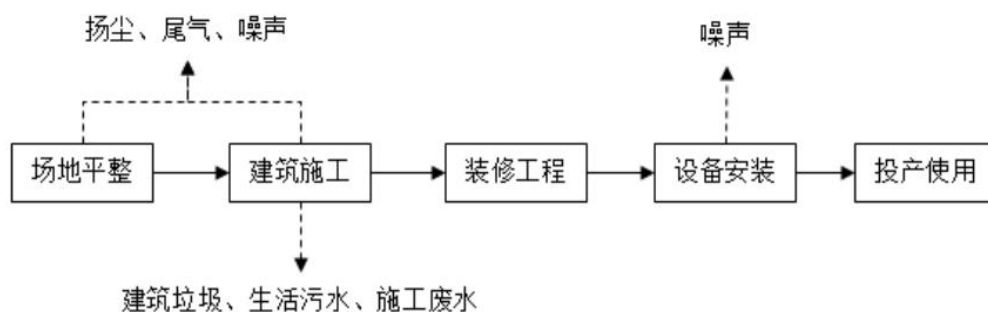 扬尘、尾气、噪声
噪声
场地平整
建筑施工
装修工程
设备安装
投产使用
建筑垃圾、生活污水、施工废水